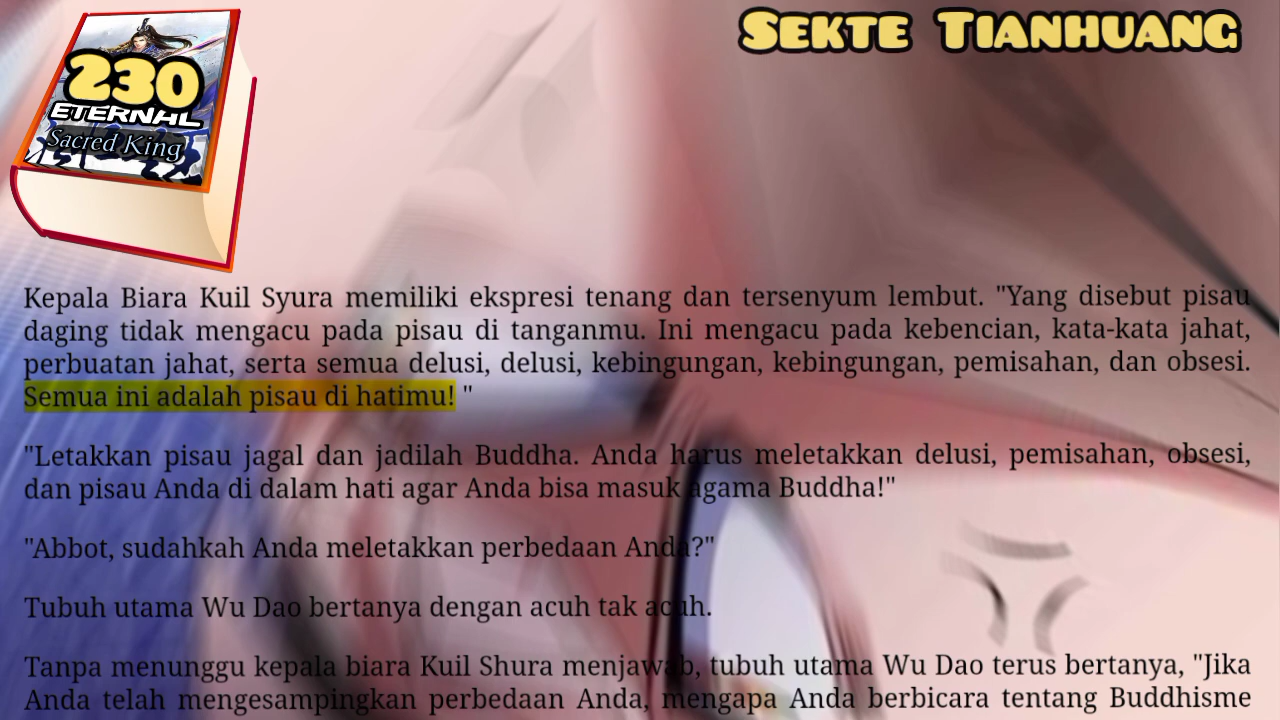 SEKTE TIANHUANG
230
ETERNAL
Sacred King
Kepala Biara Kuil Syura memiliki ekspresi tenang dan tersenyum lembut. "Yang disebut pisau
daging tidak mengacu pada pisau di tanganmu. Ini mengacu pada kebencian, kata-kata jahat,
perbuatan jahat, serta semua delusi, delusi, kebingungan, kebingungan, pemisahan, dan obsesi.
Semua ini adalah pisau di hatimu! "
"Letakkan pisau jagal dan jadilah Buddha. Anda harus meletakkan delusi, pemisahan, obsesi,
dan pisau Anda di dalam hati agar Anda bisa masuk agama Buddha!"
"Abbot, sudahkah Anda meletakkan perbedaan Anda?"
Tubuh utama Wu Dao bertanya dengan acuh tak acuh.
Tanpa menunggu kepala biara Kuil Shura menjawab, tubuh utama Wu Dao terus bertanya, "Jika
Anda telah mengesampingkan perbedaan Anda, mengapa Anda berbicara tentang Buddhisme